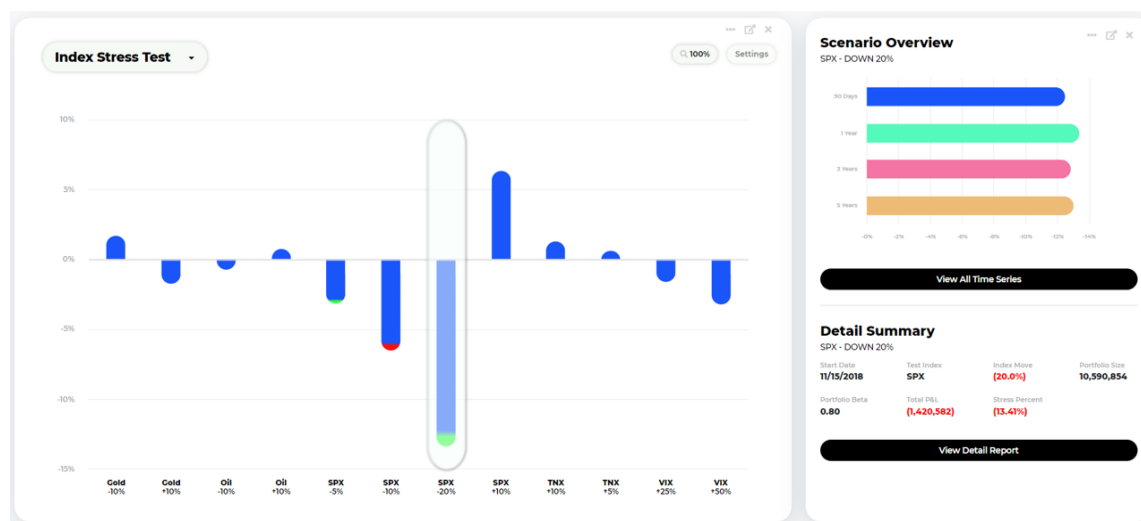 Index Stress Test
100%
Settings
10%
5%
0%
-5%
-10%
-15%
Gold Gold Oil Oil SPX SPX SPX SPX TNX TNX VIX VIX
-10% +10% -10% +10% -5% -10% -20% +10% +10% +5% +25% +50%
Scenario Overview
SPX - DOWN 20%
90 Days
1 Year
3 Years
5 Years
-0% -2% -4% -6% -8% -10% -12% -14%
View All Time Series
Detail Summary
SPX - DOWN 20%
Start Date Test Index Index Move Portfolio Size
11/15/2018 SPX (20.0%) 10,590,854
Portfolio Beta Total P&L Stress Percent
0.80 (1,420,582) (13.41%)
View Detail Report